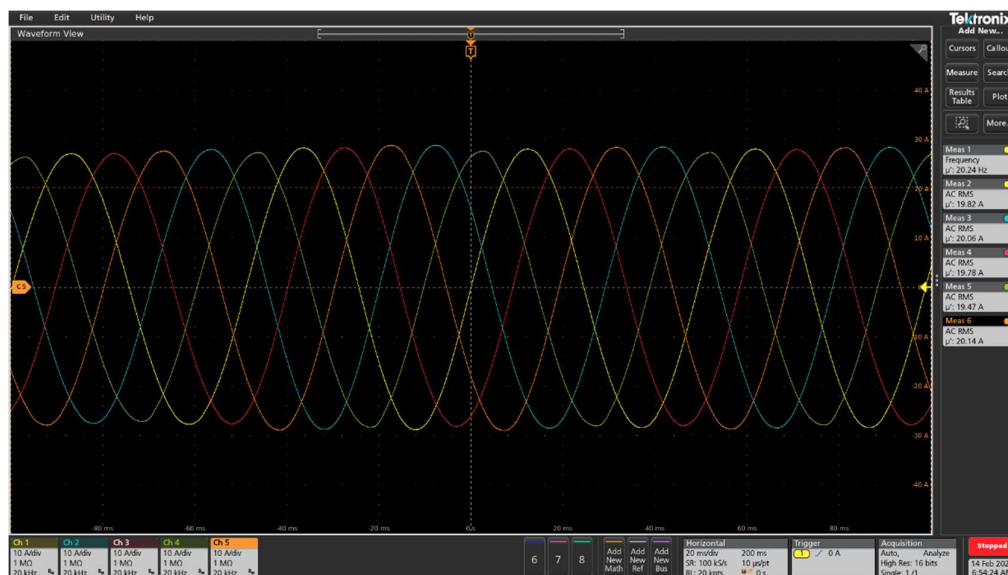 File Edit Utility Help
Tektronix
Waveform View
Add New...
Cursors Callou
Measure Search
Results Table Plot
More.
T
40 A
30 A
20 A
10 A
C 5
-10 A
-20 A
-30 A
-40 A
-80 ms -60 ms -40 ms -20 ms 0 s 20 ms 40 ms 60 ms 80 ms
Meas 1
Frequency
µ': 20.24 Hz
Meas 2
AC RMS
µ': 19.82 A
Meas 3
AC RMS
µ': 20.06 A
Meas 4
AC RMS
µ': 19.78 A
Meas 5
AC RMS
µ': 19.47 A
Meas 6
AC RMS
µ': 20.14 A
Ch 1
10 A/div
1 MΩ
20 kHz
Ch 2
10 A/div
1 MΩ
20 kHz
Ch 3
10 A/div
1 MΩ
20 kHz
Ch 4
10 A/div
1 MΩ
20 kHz
Ch 5
10 A/div
1 MΩ
20 kHz
6 7 8
Add New Math
Add New Ref
Add New Bus
Horizontal
20 ms/div 200 ms
SR: 100 kS/s 10 µs/pt
RL: 20 kpts 0 s
Trigger
1 0 A
Acquisition
Auto, Analyze
High Res: 16 bits
Single: 1 /1
Stopped
14 Feb 20
6:54:24 A